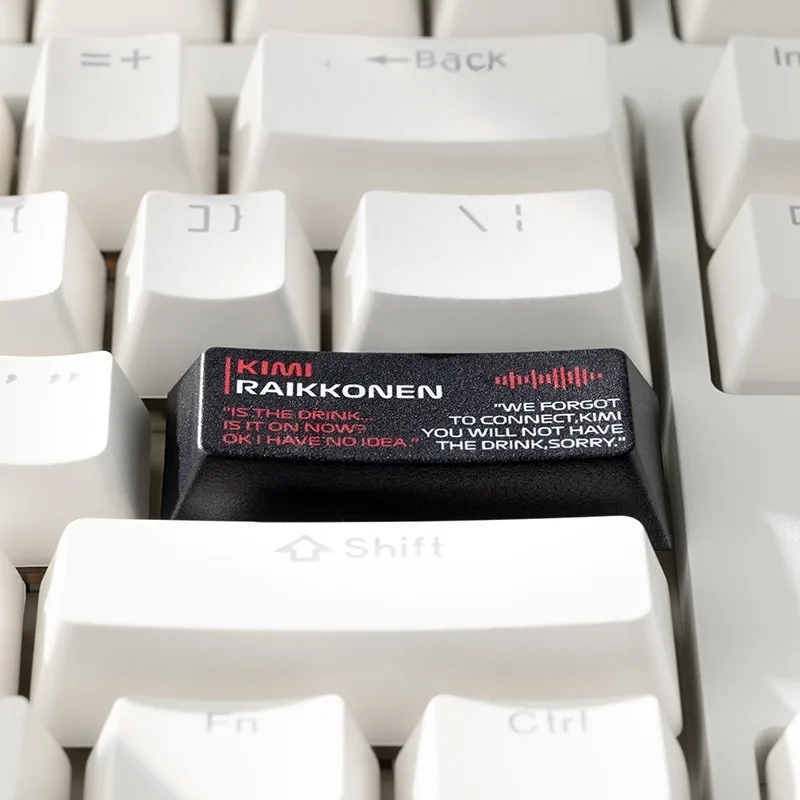 =+
←Back
In
{
]}
\ ¦
, ,,
KIMI
RAIKKONEN
"IS THE DRINK...
IS IT ON NOW?
OK I HAVE NO IDEA."
"WE FORGOT
TO CONNECT,KIMI
YOU WILL NOT HAVE
THE DRINK,SORRY."
Shift
Fn
Ctrl